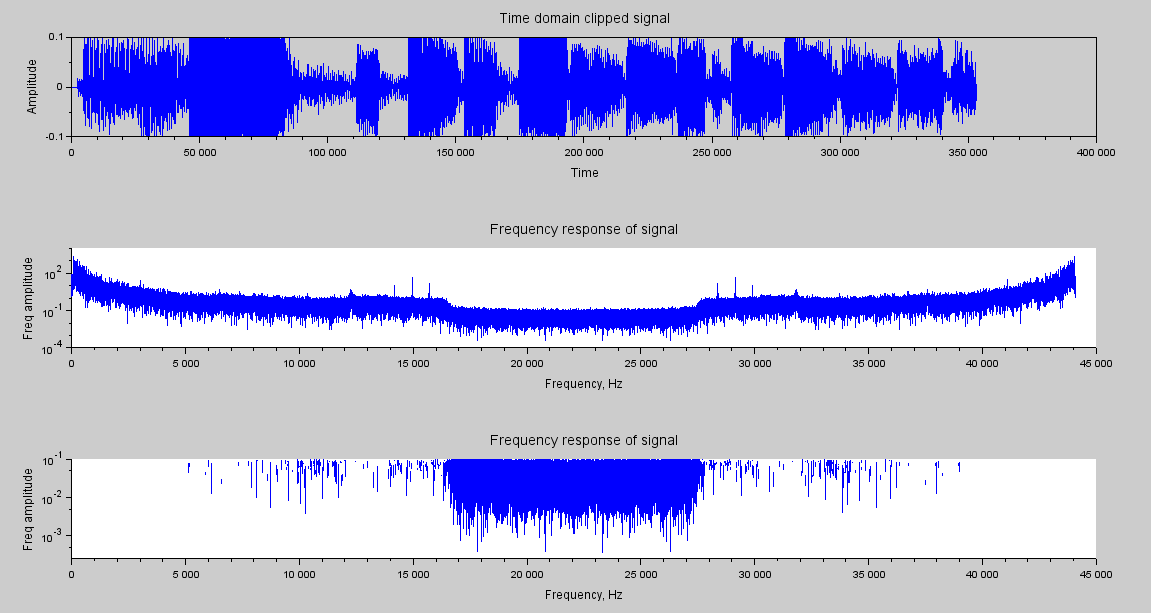 Time domain clipped signal
Amplitude
0.1
0
-0.1
0 50 000 100 000 150 000 200 000 250 000 300 000 350 000 400 000
Time
Frequency response of signal
Freq amplitude
10^2
10^-1
10^-4
0 5 000 10 000 15 000 20 000 25 000 30 000 35 000 40 000 45 000
Frequency, Hz
Frequency response of signal
Freq amplitude
10^-1
10^-2
10^-3
0 5 000 10 000 15 000 20 000 25 000 30 000 35 000 40 000 45 000
Frequency, Hz